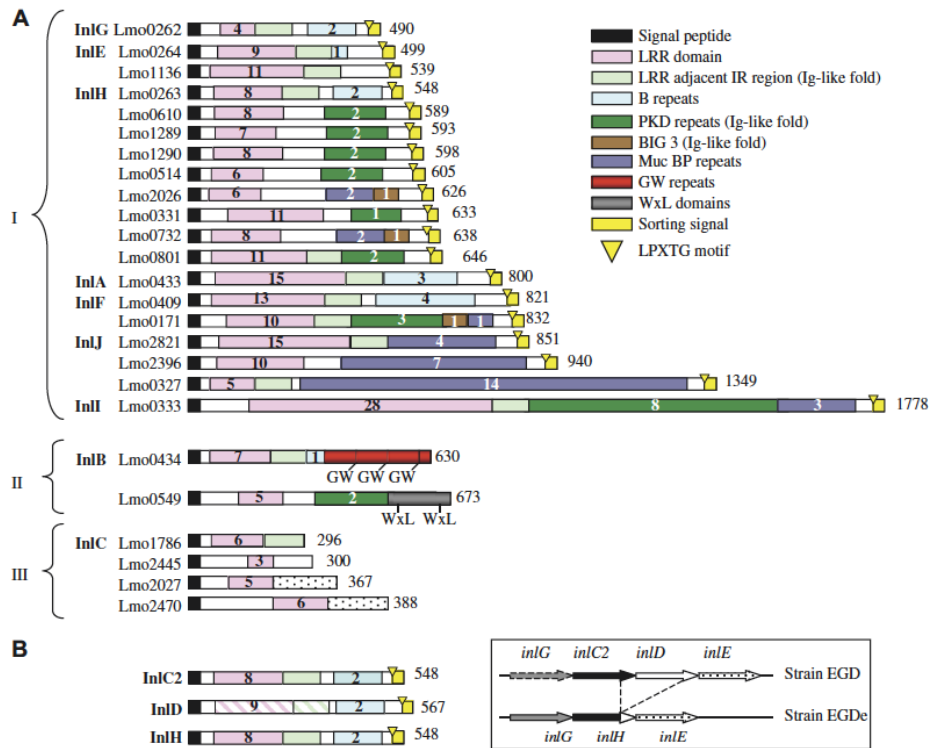 A
InlG Lmo0262 4 2 490
InlE Lmo0264 9 1 499
Lmo1136 11 539
InlH Lmo0263 8 2 548
Lmo0610 8 2 589
Lmo1289 7 2 593
Lmo1290 8 2 598
Lmo0514 6 2 605
Lmo2026 6 2 1 626
Lmo0331 11 1 633
Lmo0732 8 2 1 638
Lmo0801 11 2 646
InlA Lmo0433 15 3 800
InlF Lmo0409 13 4 821
Lmo0171 10 3 1 1 832
InlJ Lmo2821 15 4 851
Lmo2396 10 7 940
Lmo0327 5 14 1349
InlI Lmo0333 28 8 3 1778
I
Signal peptide
LRR domain
LRR adjacent IR region (Ig-like fold)
B repeats
PKD repeats (Ig-like fold)
BIG 3 (Ig-like fold)
Muc BP repeats
GW repeats
WxL domains
Sorting signal
LPXTG motif
II
InlB Lmo0434 7 1 630
GW GW GW
Lmo0549 5 2 673
WxL WxL
III
InlC Lmo1786 6 296
Lmo2445 3 300
Lmo2027 5 367
Lmo2470 6 388
B
InlC2 8 2 548
InlD 9 2 567
InlH 8 2 548
inlG inlC2 inlD inlE
Strain EGD
Strain EGDe
inlG inlH inlE